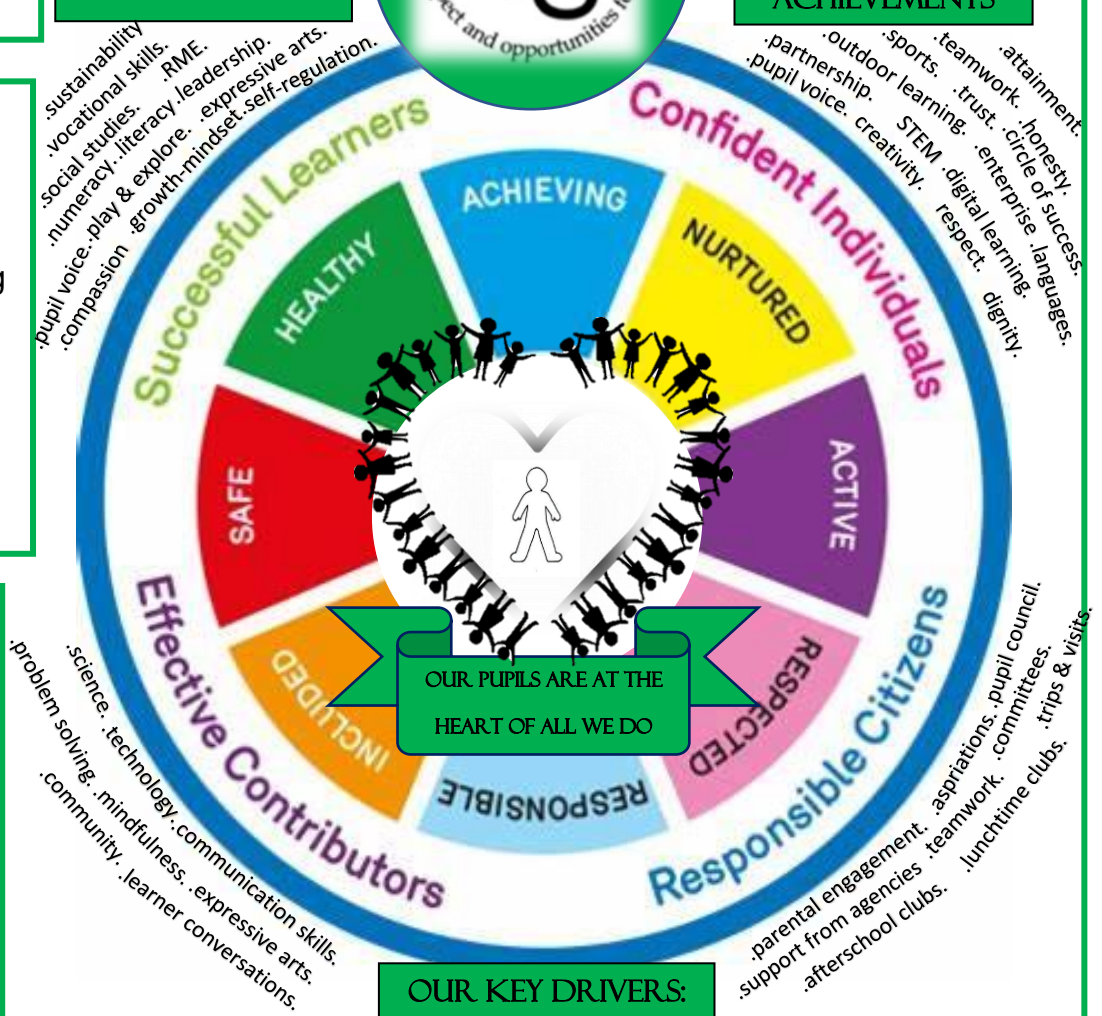 ACHIEVEMENTS
pect and opportunities fo
.sustainability
.vocational skills.
.RME.
.social studies.
.leadership.
.numeracy. .literacy
.expressive arts.
.pupil voice. .play & explore.
.self-regulation.
.compassion growth-mindset.
.partnership.
.outdoor learning.
.sports.
.teamwork.
.attainment.
.pupil voice. creativity.
STEM
.trust.
.honesty.
.circle of success.
.enterprise
.languages.
.digital learning.
respect.
dignity.
Successful Learners
Confident Individuals
ACHIEVING
HEALTHY
NURTURED
SAFE
ACTIVE
INCLUDED
RESPECTED
RESPONSIBLE
OUR PUPILS ARE AT THE
HEART OF ALL WE DO
Effective Contributors
Responsible Citizens
.science. .technology .communication skills.
.problem solving. .mindfulness. .expressive arts.
.community. .learner conversations.
.parental engagement. .aspriations. .pupil council.
.support from agencies .teamwork. .committees.
.trips & visits.
.afterschool clubs. .lunchtime clubs.
OUR KEY DRIVERS:
g